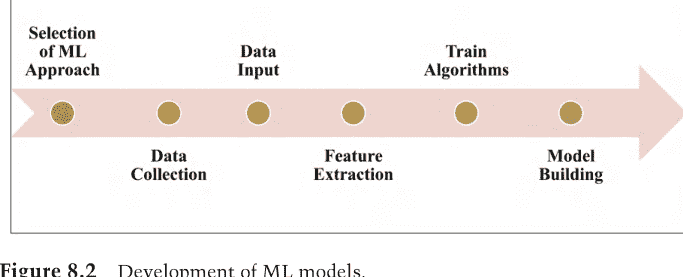 Selection
of ML
Approach
Data
Collection
Data
Input
Feature
Extraction
Train
Algorithms
Model
Building
Figure 8.2 Development of ML models.